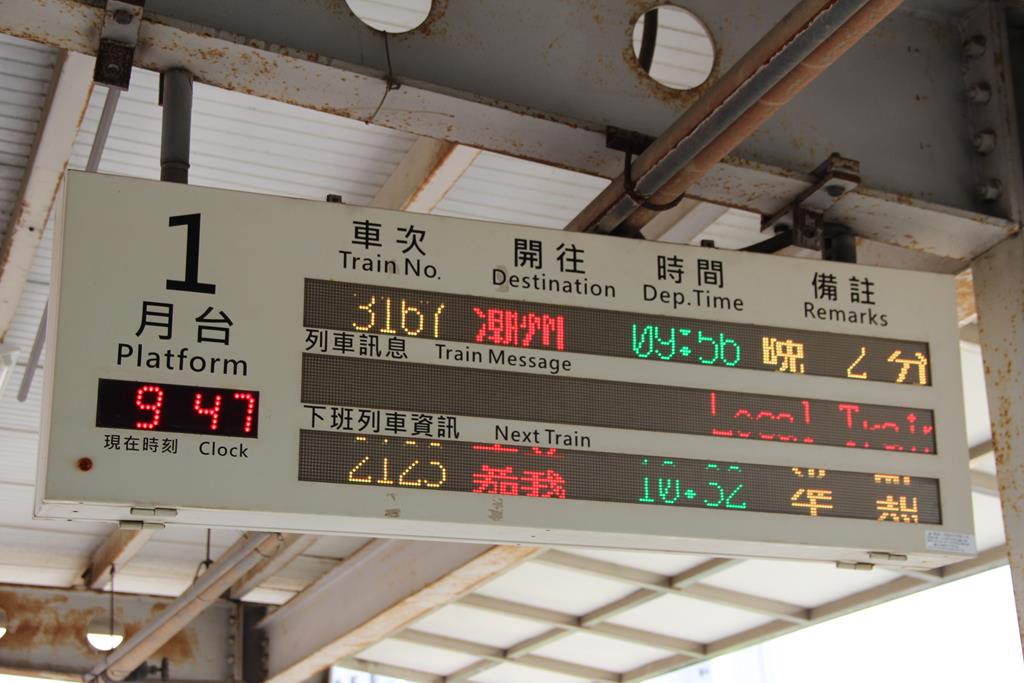 1
月台
Platform
9 47
現在時刻 Clock
車次 開往 時間 備註
Train No. Destination Dep.Time Remarks
3167 潮州 09:56 晚 2 分
列車訊息 Train Message
Local Train
下班列車資訊 Next Train
10:32 準